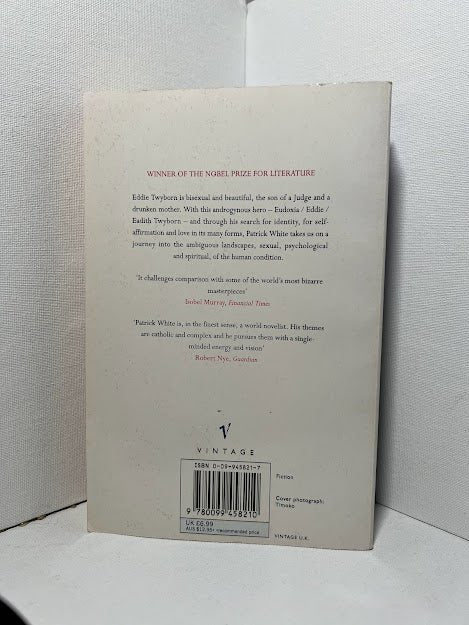 WINNER OF THE NOBEL PRIZE FOR LITERATURE
Eddie Twyborn is bisexual and beautiful, the son of a Judge and a
drunken mother. With this androgynous hero – Eudoxia / Eddie /
Eadith Twyborn – and through his search for identity, for self-
affirmation and love in its many forms, Patrick White takes us on a
journey into the ambiguous landscapes, sexual, psychological
and spiritual, of the human condition.
'It challenges comparison with some of the world's most bizarre
masterpieces'
Isobel Murray, Financial Times
'Patrick White is, in the finest sense, a world novelist. His themes
are catholic and complex and he pursues them with a single-
minded energy and vision'
Robert Nye, Guardian
V
VINTAGE
ISBN 0-09-945821-7
9 780099 458210
UK £6.99
AUS $19.95* *recommended price
Fiction
Cover photograph:
Timoko
VINTAGE U.K.